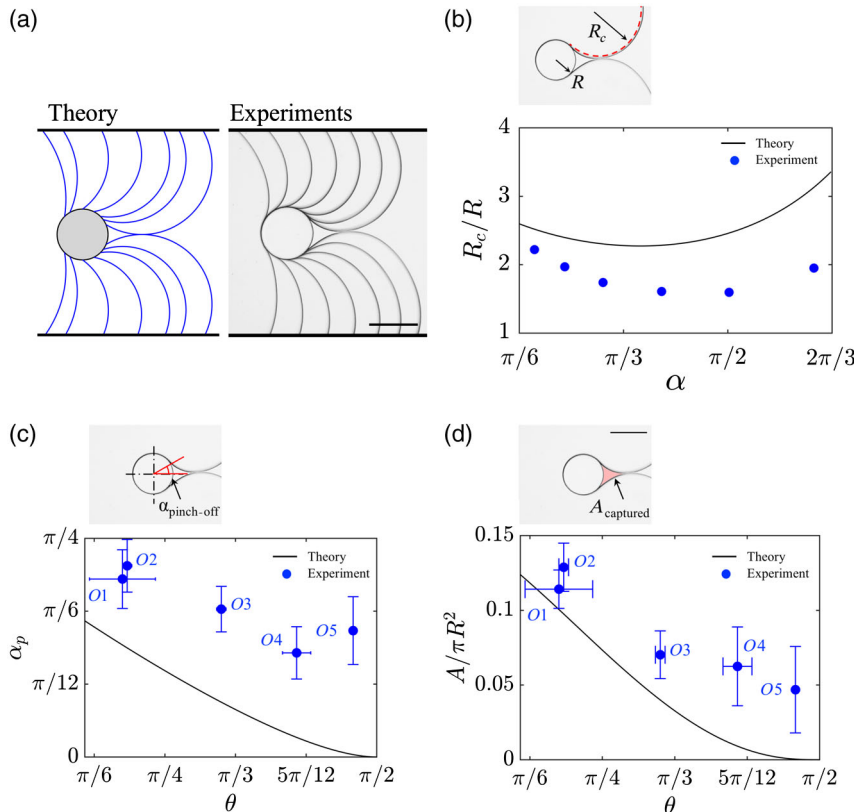 (a)
Theory
Experiments
(b)
R_c
R
4
3
2
1
R_c/R
Theory
Experiment
π/6
π/3
π/2
2π/3
α
(c)
α_pinch-off
π/4
π/6
π/12
0
α_p
Theory
Experiment
O1
O2
O3
O4
O5
π/6
π/4
π/3
5π/12
π/2
θ
(d)
A_captured
0.15
0.1
0.05
0
A/πR²
Theory
Experiment
O1
O2
O3
O4
O5
π/6
π/4
π/3
5π/12
π/2
θ